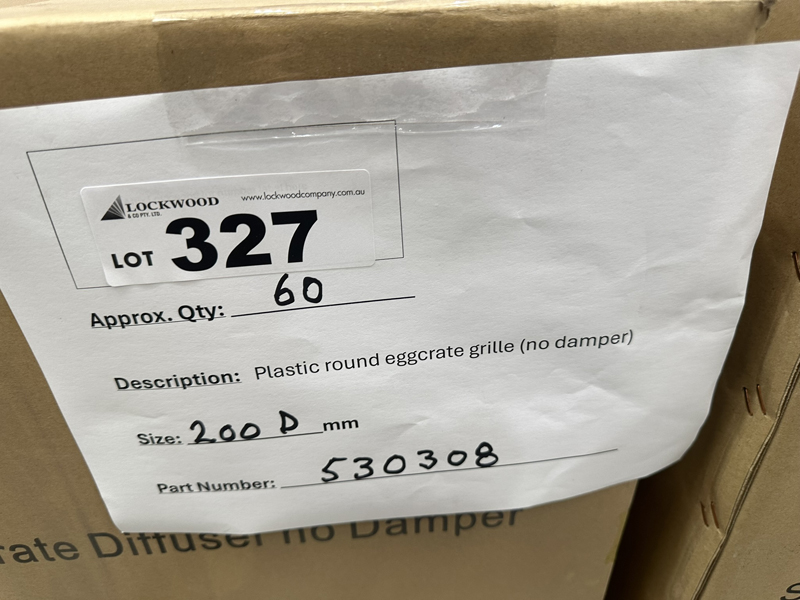 LOCKWOOD
& CO PTY. LTD.
www.lockwoodcompany.com.au
LOT 327
Approx. Qty: 60
Description: Plastic round eggcrate grille (no damper)
Size: 200 D mm
Part Number: 530308
rate Diffuser no Damper